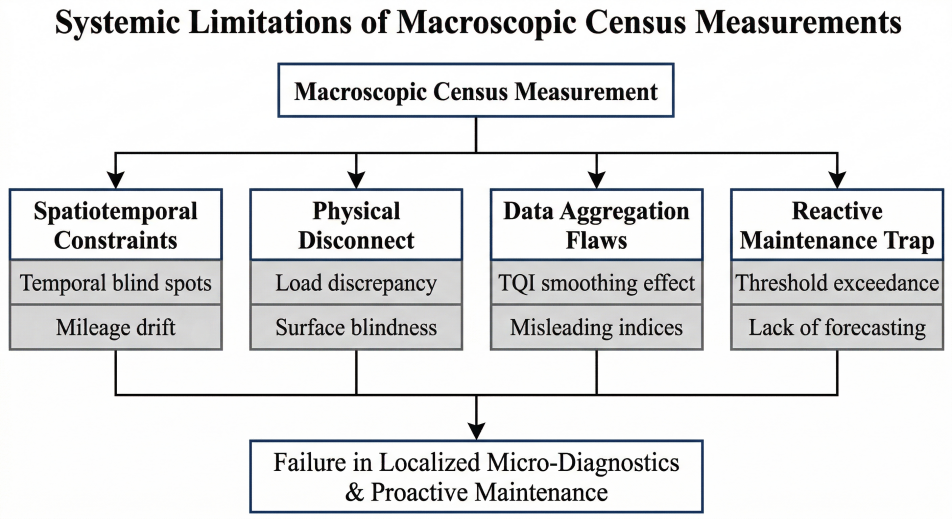 Systemic Limitations of Macroscopic Census Measurements
Macroscopic Census Measurement
Spatiotemporal
Constraints
Temporal blind spots
Mileage drift
Physical
Disconnect
Load discrepancy
Surface blindness
Data Aggregation
Flaws
TQI smoothing effect
Misleading indices
Reactive
Maintenance Trap
Threshold exceedance
Lack of forecasting
Failure in Localized Micro-Diagnostics
& Proactive Maintenance